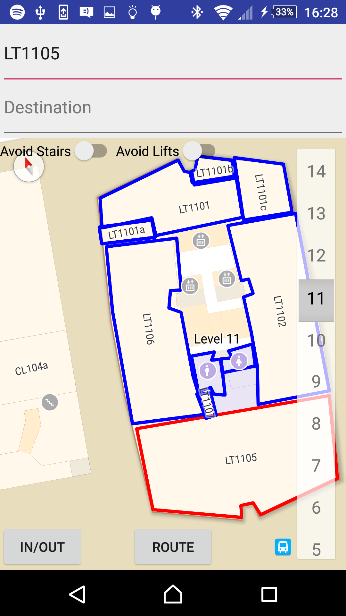 33% 16:28
LT1105
Destination
Avoid Stairs Avoid Lifts
LT1101b
LT1101c
LT1101
LT1101a
LT1106
LT1102
Level 11
CL104a
LT1105
14
13
12
11
10
9
8
7
6
5
IN/OUT ROUTE